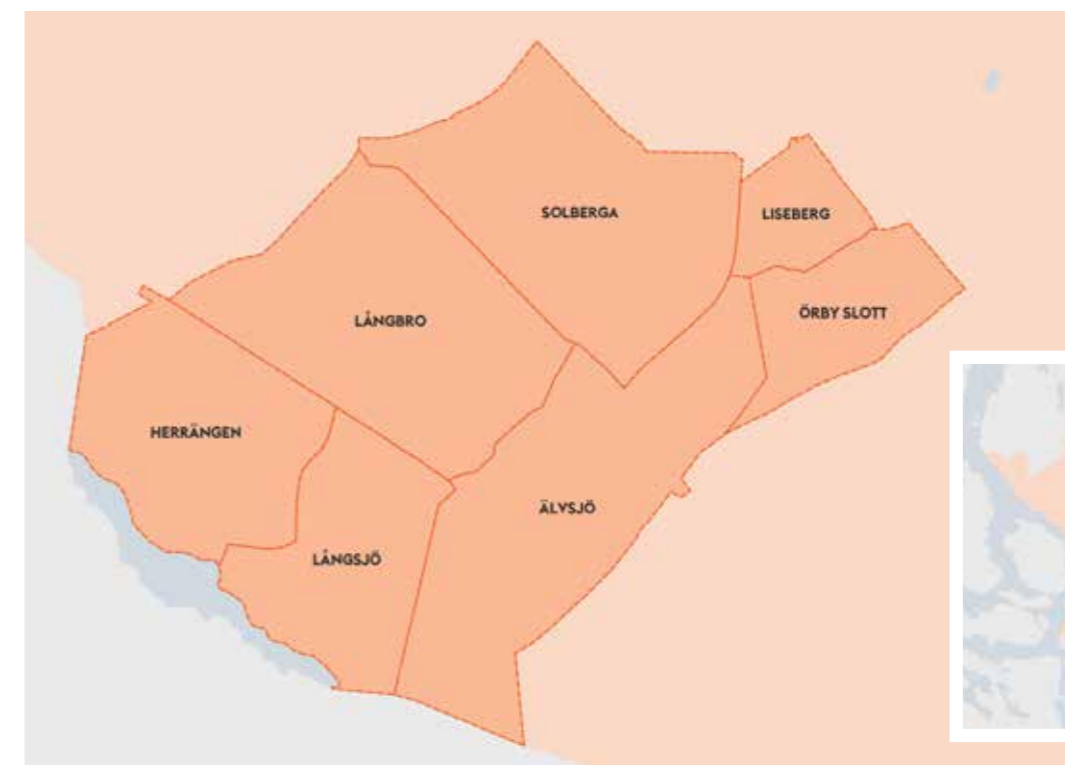 SOLBERGA
LISEBERG
ÖRBY SLOTT
LÅNGBRO
HERRÄNGEN
ÄLVSJÖ
LÅNGSJÖ